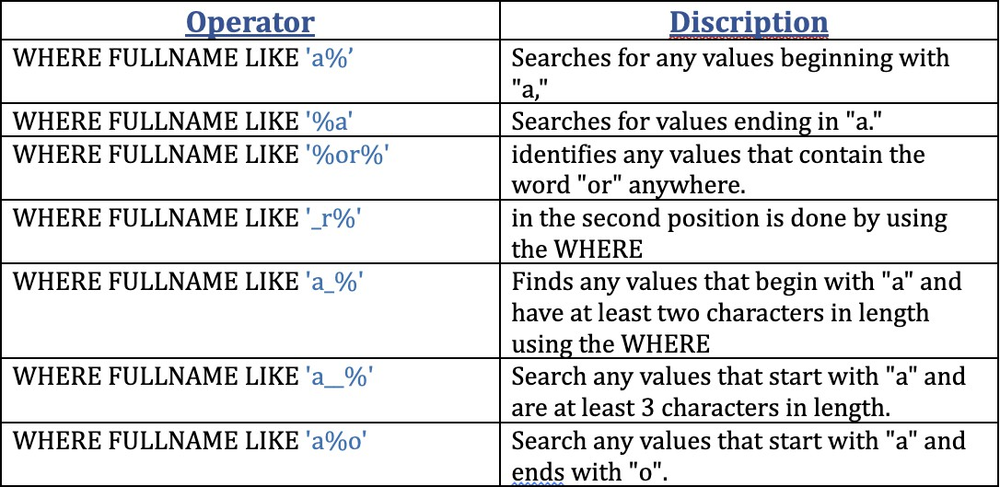 Operator
Discription
WHERE FULLNAME LIKE 'a%’
Searches for any values beginning with
"a,"
WHERE FULLNAME LIKE '%a'
Searches for values ending in "a."
WHERE FULLNAME LIKE '%or%'
identifies any values that contain the
word "or" anywhere.
WHERE FULLNAME LIKE '_r%'
in the second position is done by using
the WHERE
WHERE FULLNAME LIKE 'a_%'
Finds any values that begin with "a" and
have at least two characters in length
using the WHERE
WHERE FULLNAME LIKE 'a__%'
Search any values that start with "a" and
are at least 3 characters in length.
WHERE FULLNAME LIKE 'a%o'
Search any values that start with "a" and
ends with "o".